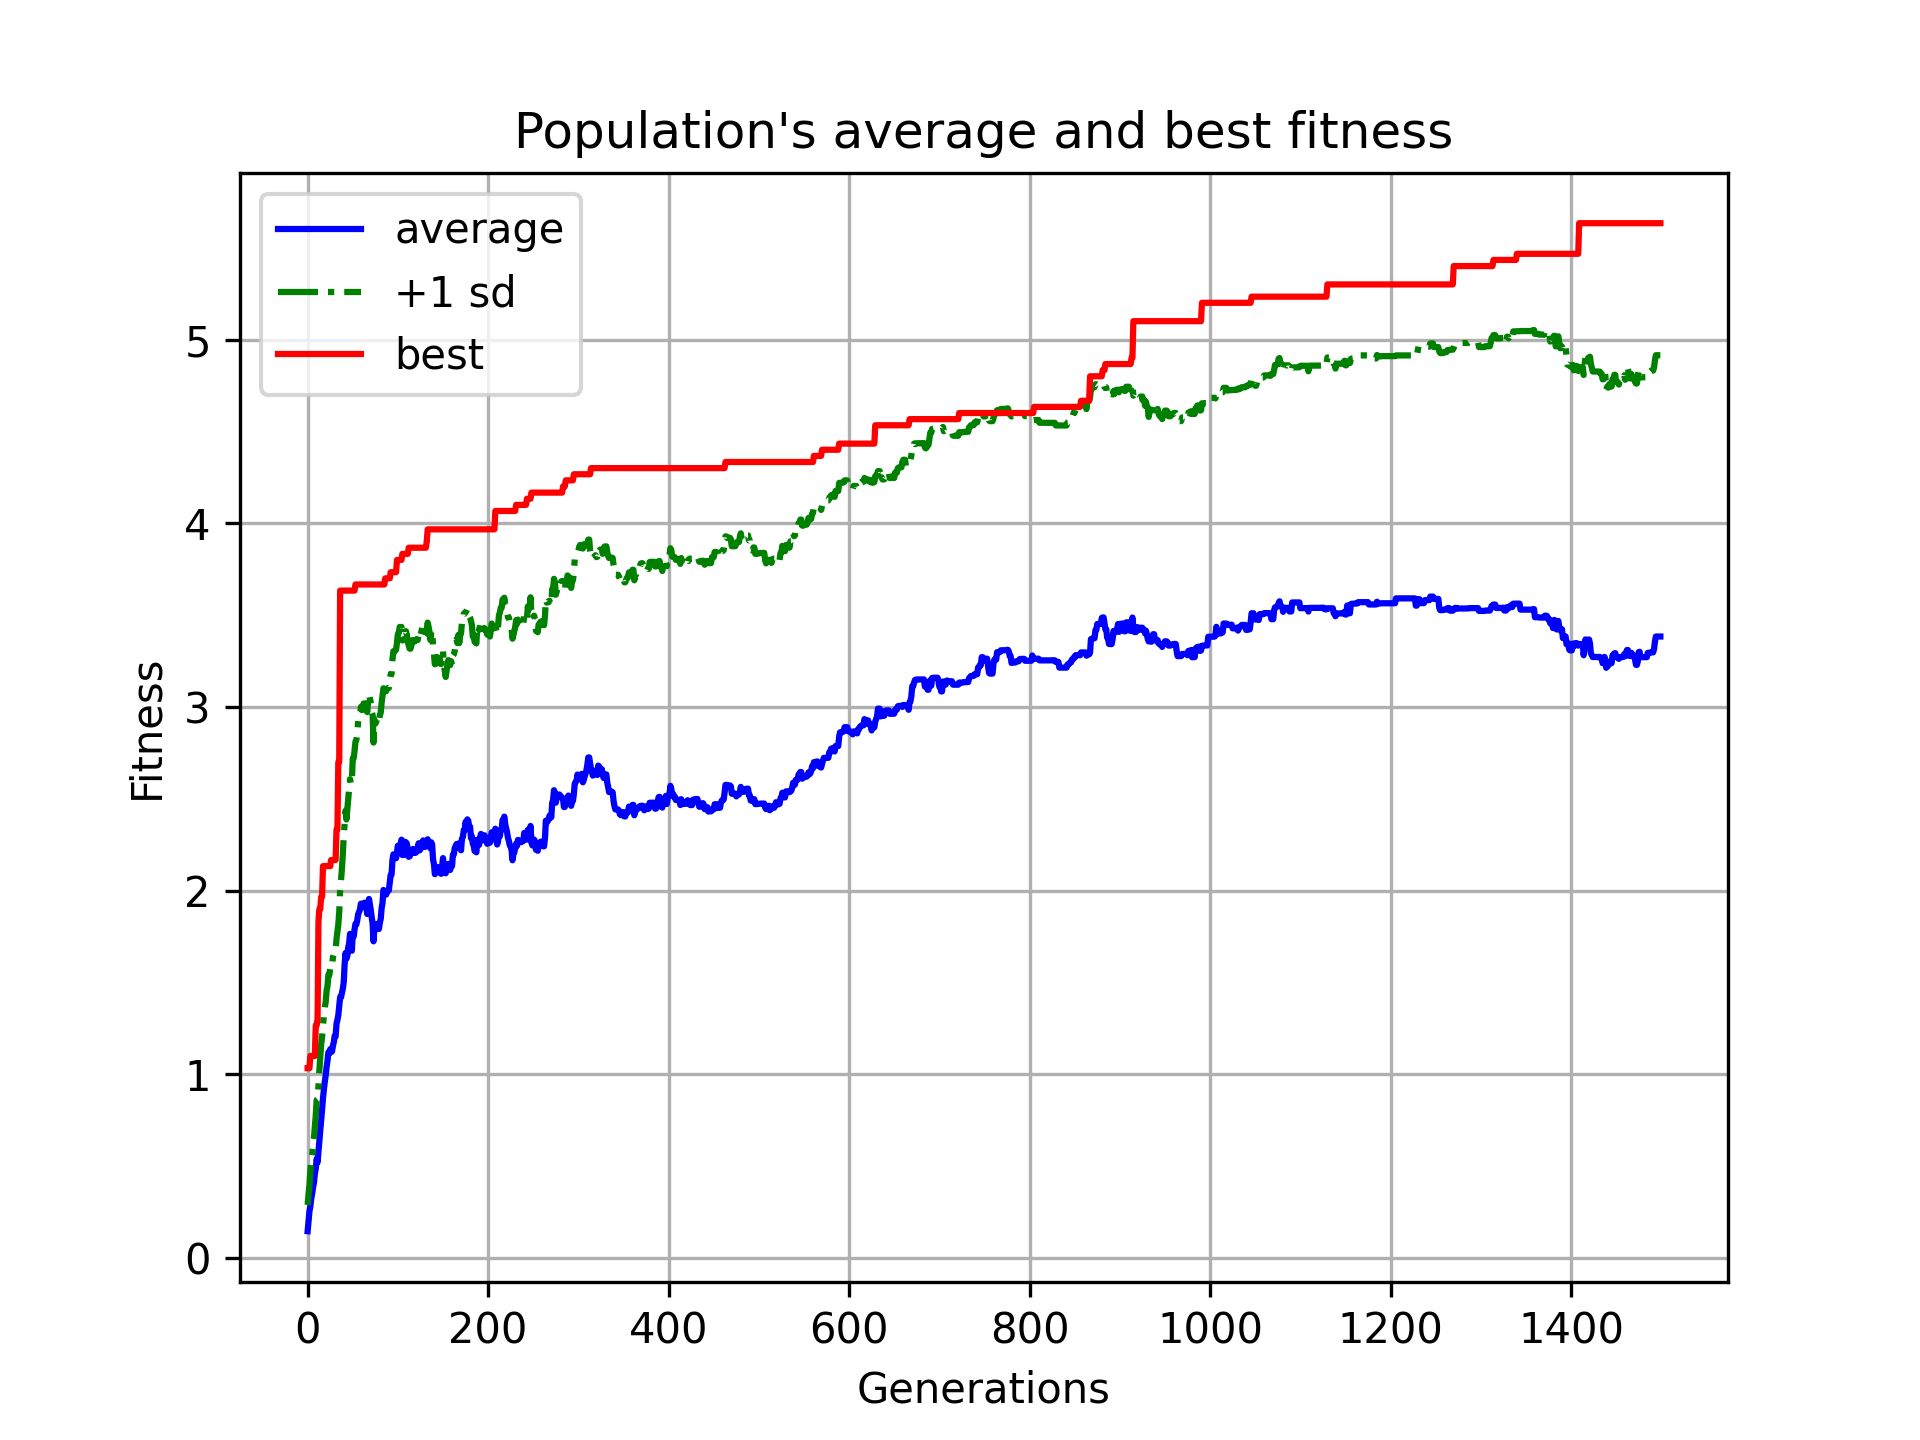 Population's average and best fitness
average
+1 sd
best
Fitness
5
4
3
2
1
0
0 200 400 600 800 1000 1200 1400
Generations